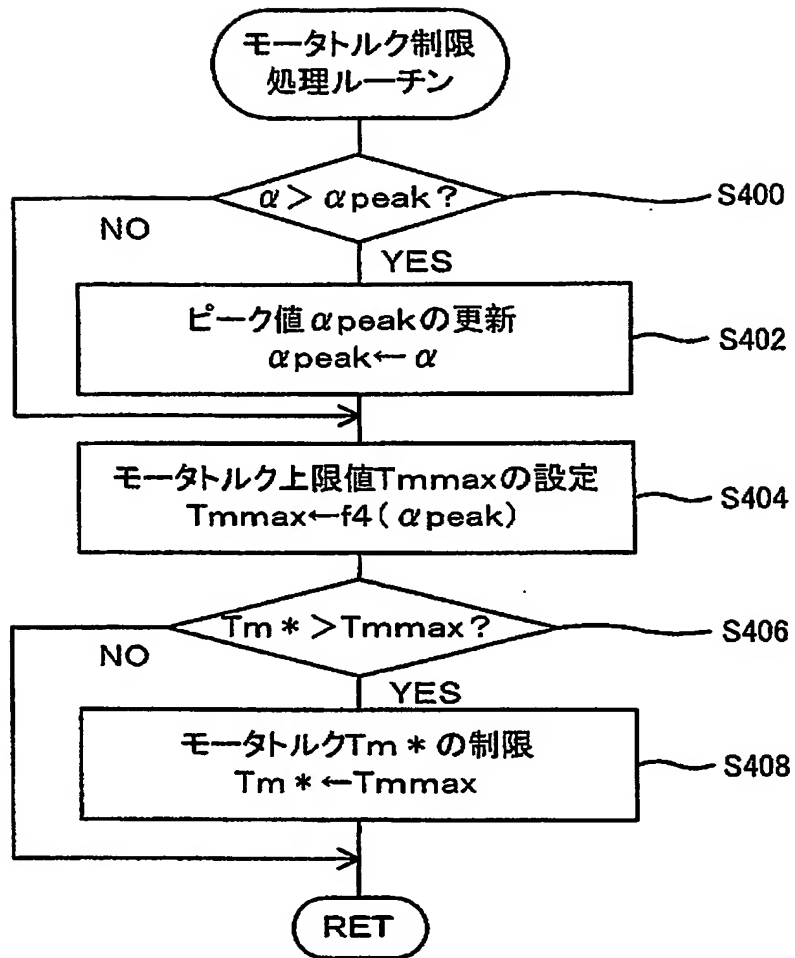 モータトルク制限
処理ルーチン
α＞αpeak？
S400
NO
YES
ピーク値αpeakの更新
αpeak←α
S402
モータトルク上限値Tmmaxの設定
Tmmax←f4（αpeak）
S404
Tm＊＞Tmmax？
S406
NO
YES
モータトルクTm＊の制限
Tm＊←Tmmax
S408
RET